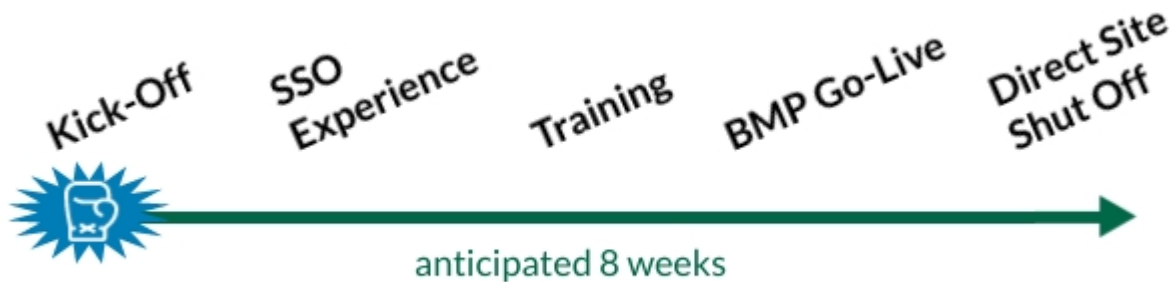 Kick-Off
SSO
Experience
Training
BMP Go-Live
Direct Site
Shut Off
anticipated 8 weeks